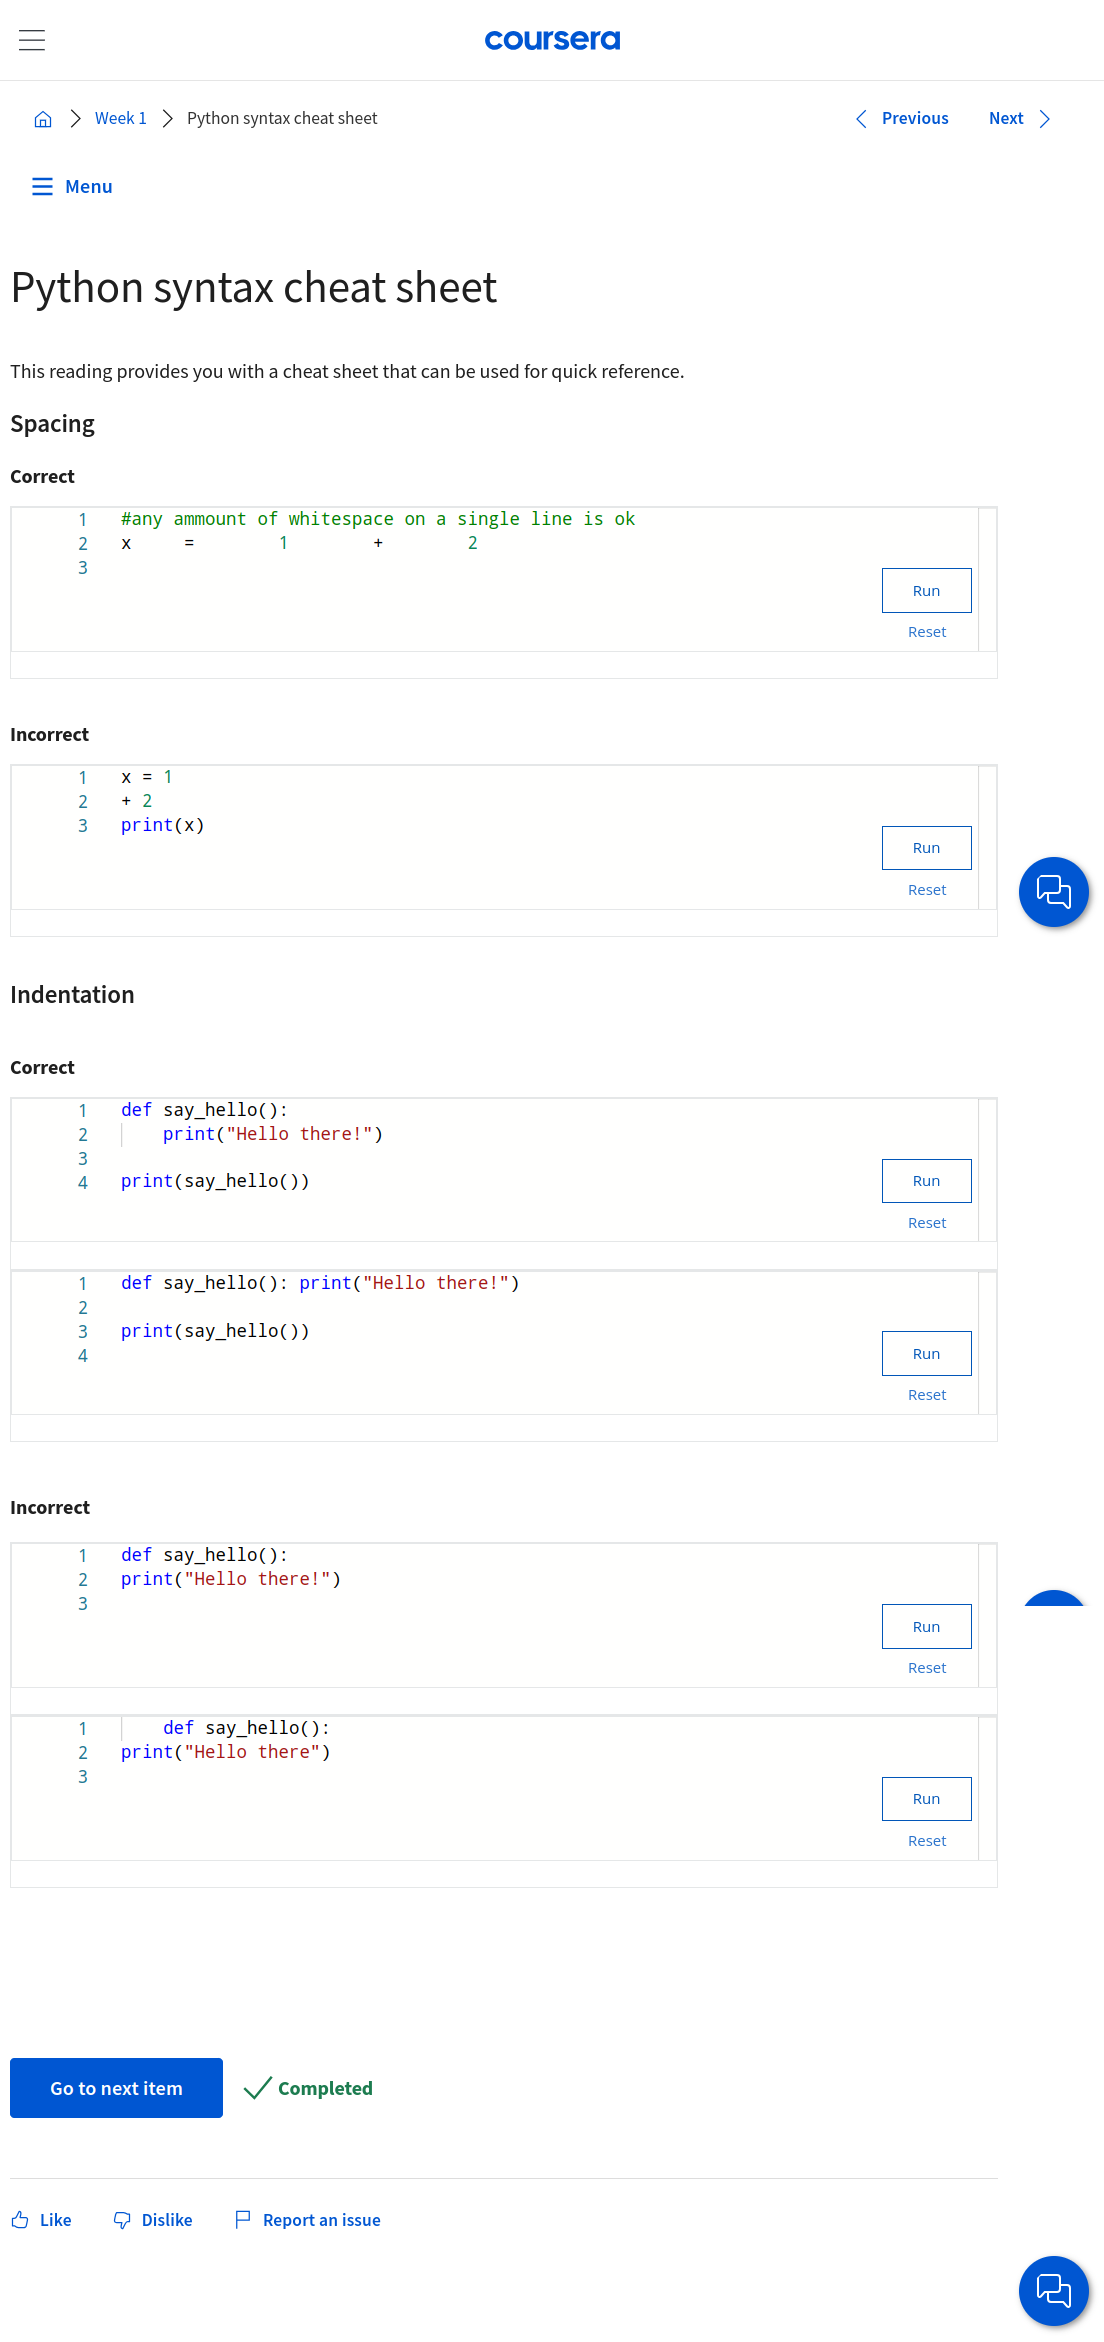 coursera
Week 1 Python syntax cheat sheet Previous Next
Menu
Python syntax cheat sheet
This reading provides you with a cheat sheet that can be used for quick reference.
Spacing
Correct
1 #any ammount of whitespace on a single line is ok
2 x     =        1        +        2
3
Run
Reset
Incorrect
1 x = 1
2 + 2
3 print(x)
Run
Reset
Indentation
Correct
1 def say_hello():
2     print("Hello there!")
3
4 print(say_hello())
Run
Reset
1 def say_hello(): print("Hello there!")
2
3 print(say_hello())
4
Run
Reset
Incorrect
1 def say_hello():
2 print("Hello there!")
3
Run
Reset
1     def say_hello():
2 print("Hello there")
3
Run
Reset
Go to next item Completed
Like Dislike Report an issue